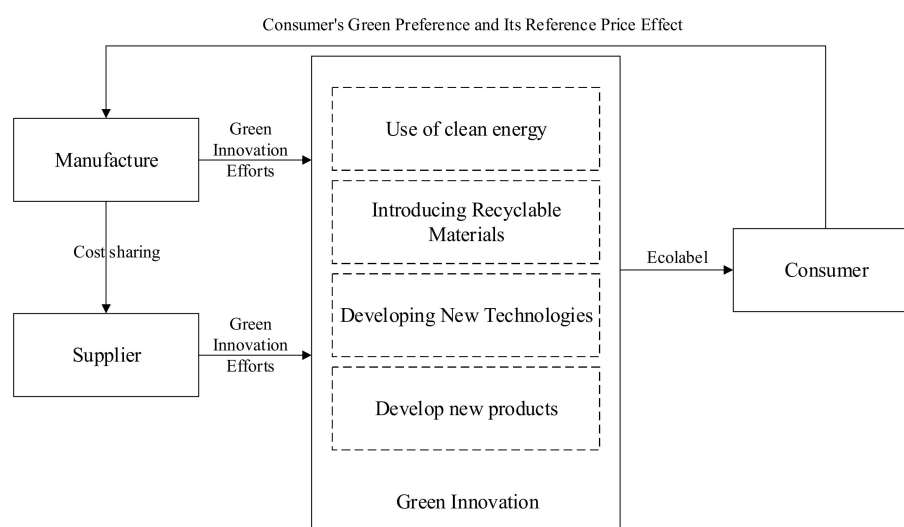 Consumer's Green Preference and Its Reference Price Effect
Manufacture
Green
Innovation
Efforts
Cost sharing
Supplier
Green
Innovation
Efforts
Use of clean energy
Introducing Recyclable
Materials
Developing New Technologies
Develop new products
Green Innovation
Ecolabel
Consumer